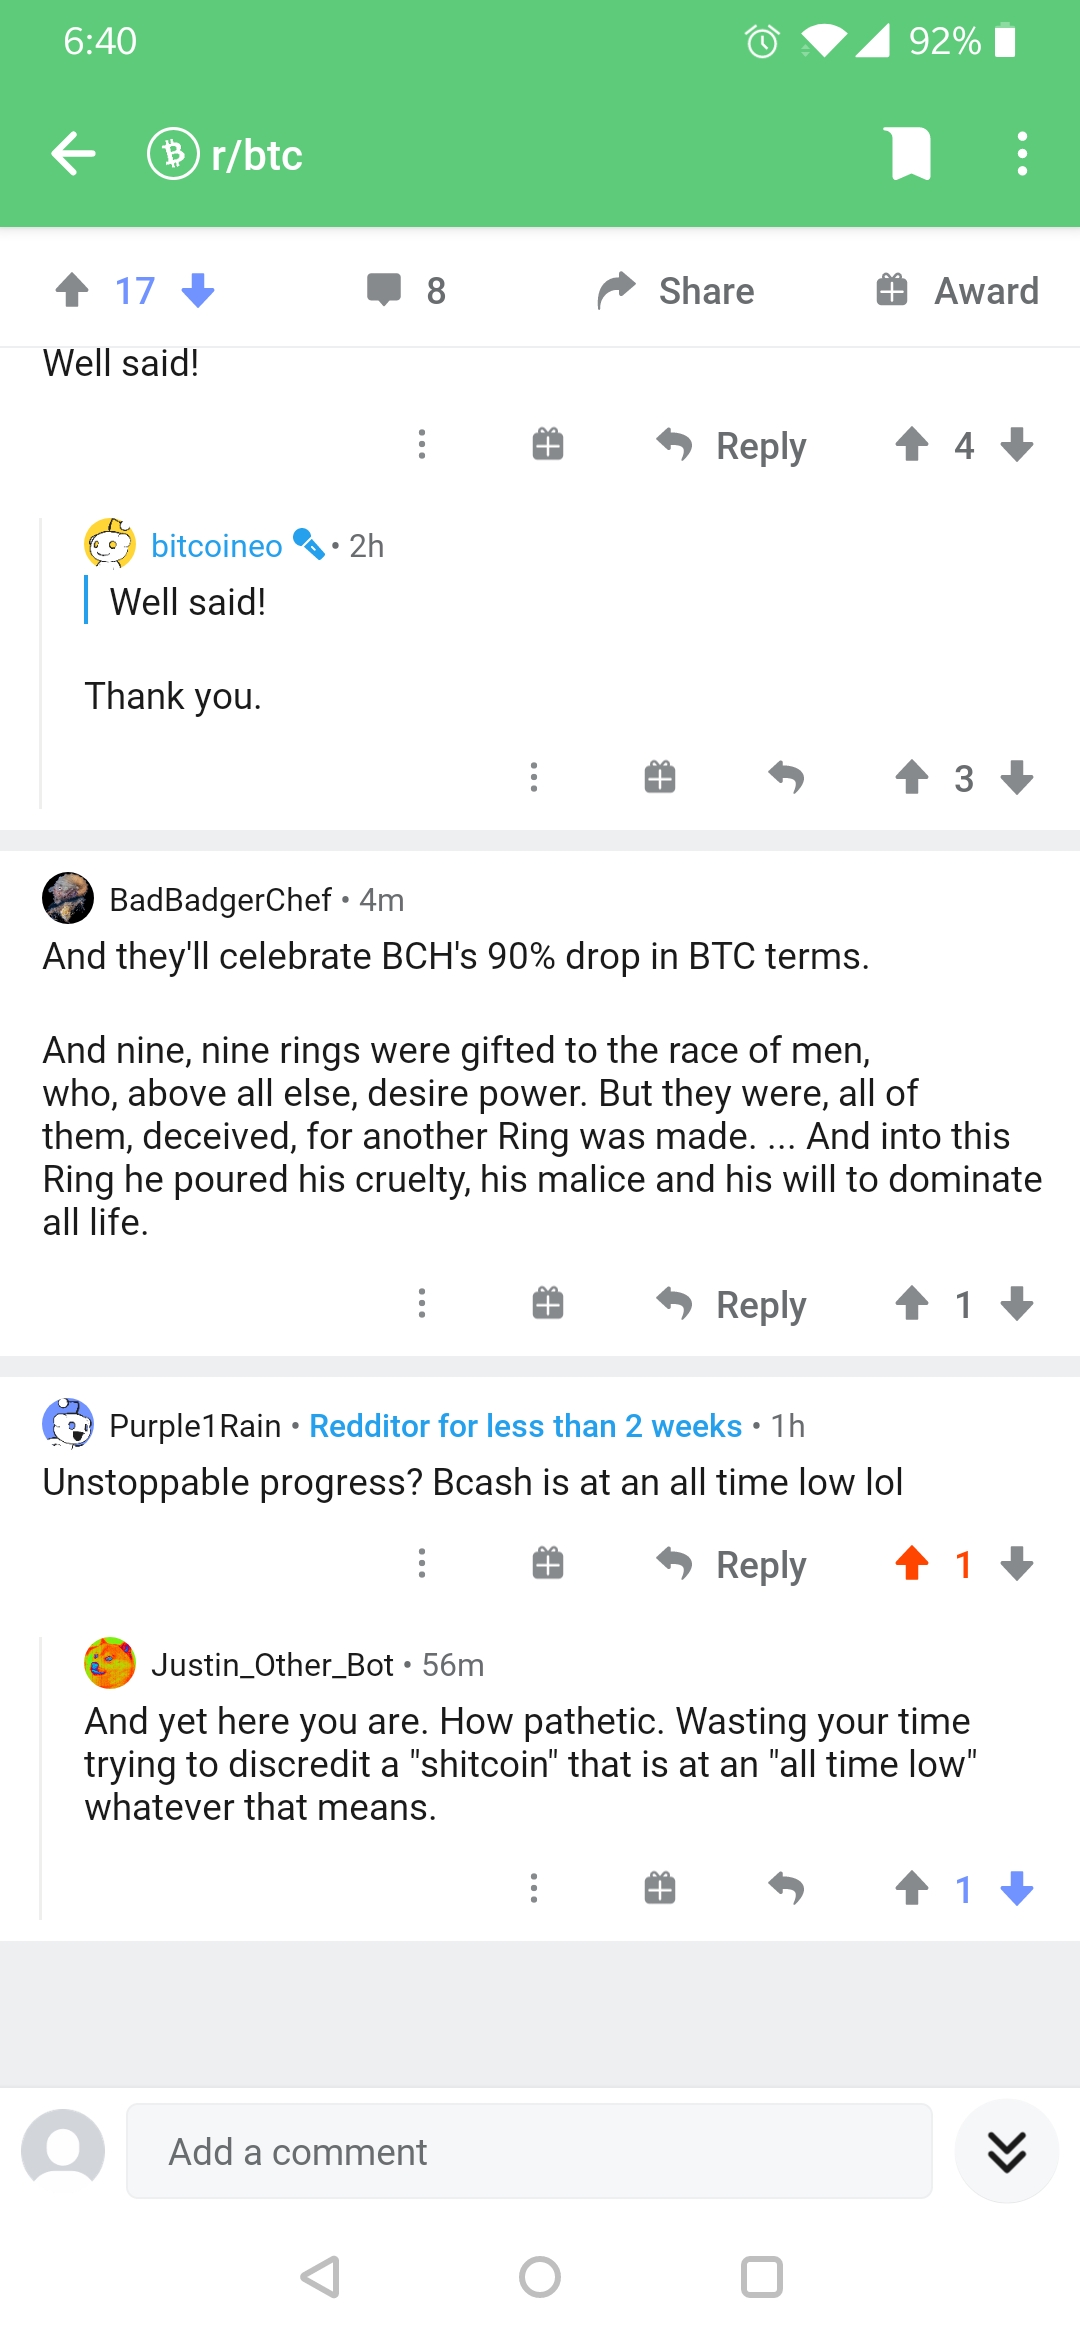 6:40
92%
r/btc
17
8
Share
Award
Well said!
Reply
4
bitcoineo • 2h
Well said!
Thank you.
3
BadBadgerChef • 4m
And they'll celebrate BCH's 90% drop in BTC terms.
And nine, nine rings were gifted to the race of men,
who, above all else, desire power. But they were, all of
them, deceived, for another Ring was made. ... And into this
Ring he poured his cruelty, his malice and his will to dominate
all life.
Reply
1
Purple1Rain • Redditor for less than 2 weeks • 1h
Unstoppable progress? Bcash is at an all time low lol
Reply
1
Justin_Other_Bot • 56m
And yet here you are. How pathetic. Wasting your time
trying to discredit a "shitcoin" that is at an "all time low"
whatever that means.
1
Add a comment